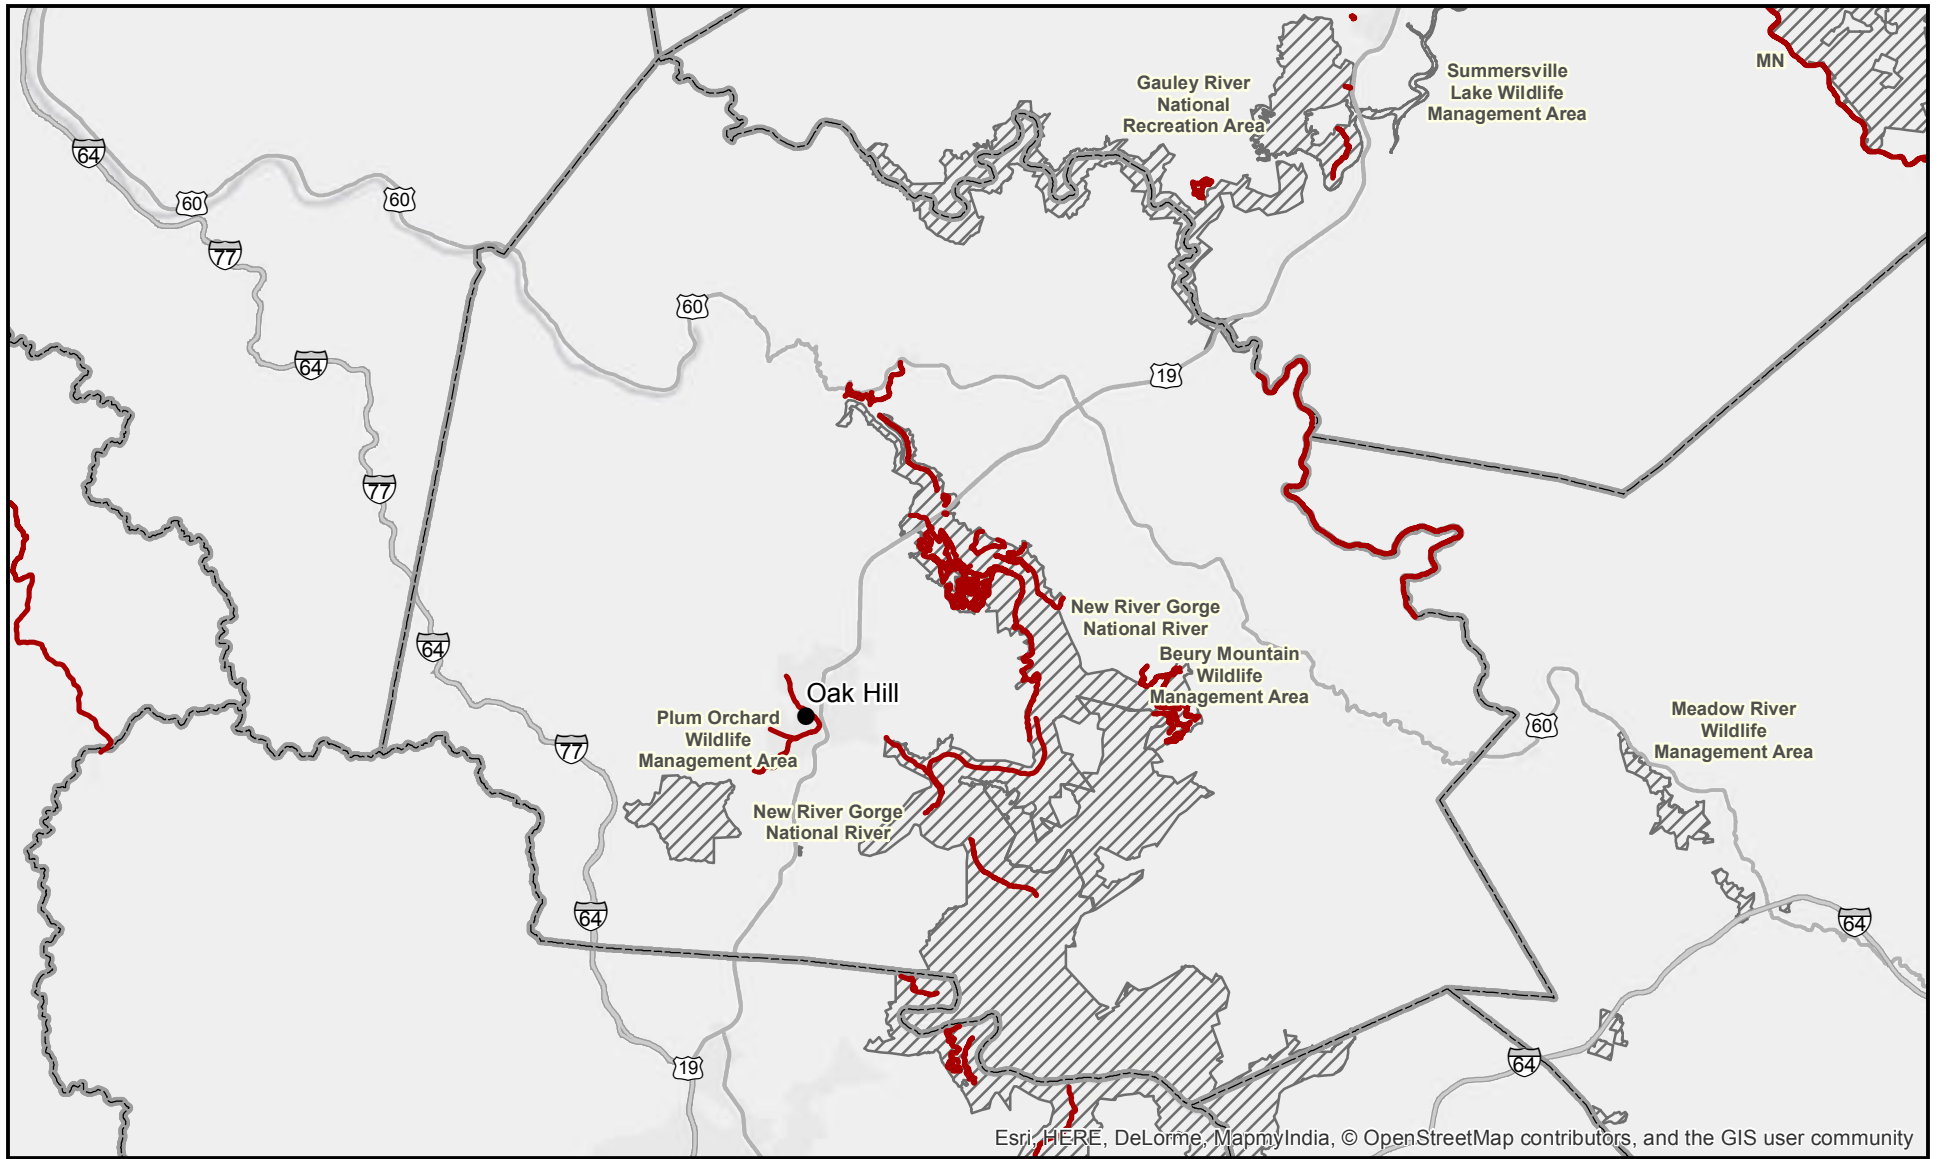 MN
Gauley River
National
Recreation Area
Summersville
Lake Wildlife
Management Area
64
60
60
77
60
64
19
77
New River Gorge
National River
64
Beury Mountain
Wildlife
Management Area
Oak Hill
Plum Orchard
Wildlife
Management Area
Meadow River
Wildlife
Management Area
60
77
New River Gorge
National River
64
64
64
19
Esri, HERE, DeLorme, MapmyIndia, © OpenStreetMap contributors, and the GIS user community